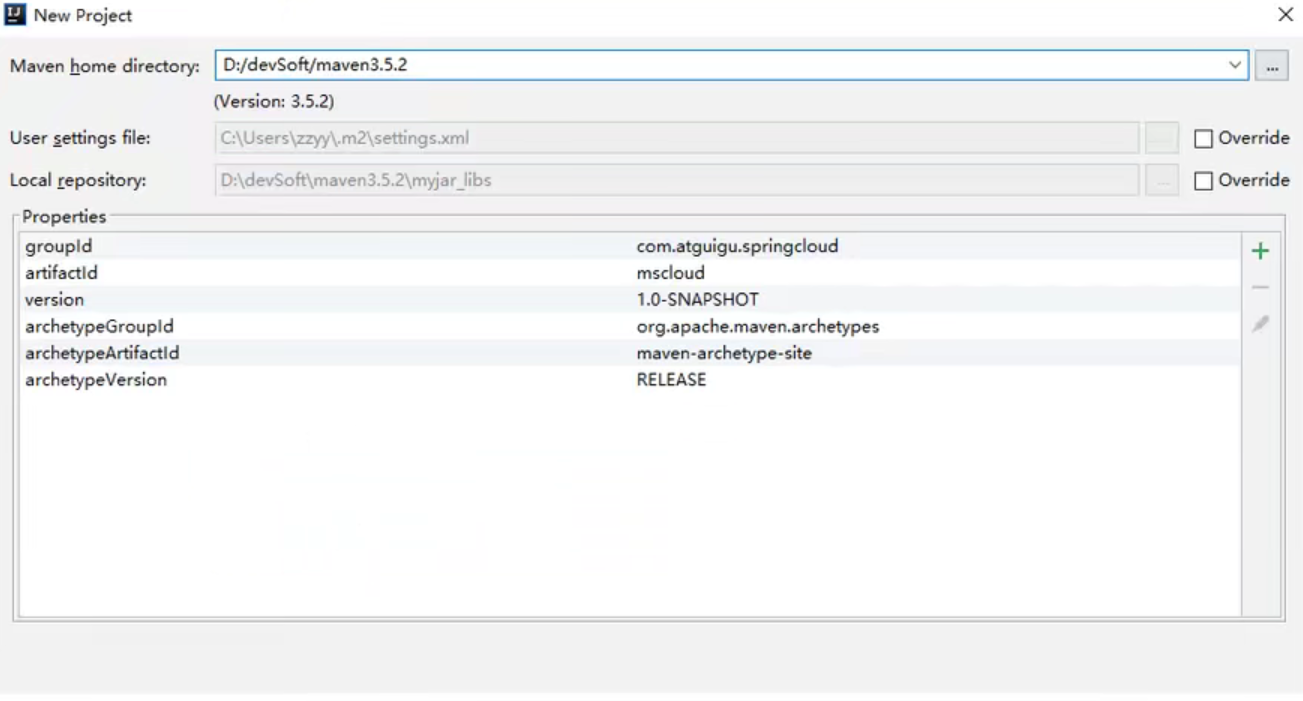 New Project
Maven home directory: D:/devSoft/maven3.5.2 ...
(Version: 3.5.2)
User settings file: C:\Users\zzyy\.m2\settings.xml ... Override
Local repository: D:\devSoft\maven3.5.2\myjar_libs ... Override
Properties
groupId com.atguigu.springcloud
artifactId mscloud
version 1.0-SNAPSHOT
archetypeGroupId org.apache.maven.archetypes
archetypeArtifactId maven-archetype-site
archetypeVersion RELEASE